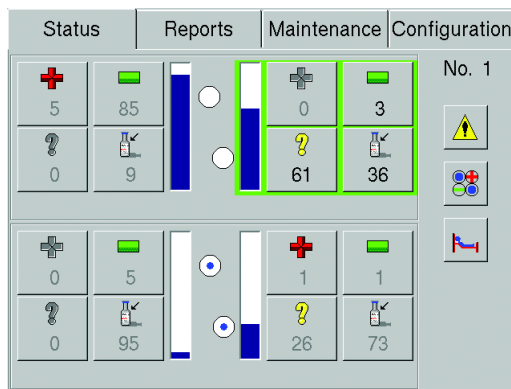 Status Reports Maintenance Configuration
No. 1
5 85 0 3
0 9 61 36
0 5 1 1
0 95 26 73